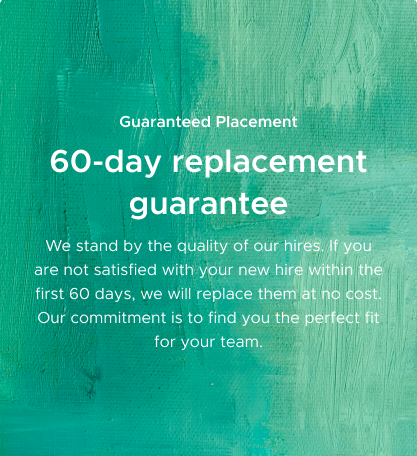 Guaranteed Placement
60-day replacement
guarantee
We stand by the quality of our hires. If you
are not satisfied with your new hire within the
first 60 days, we will replace them at no cost.
Our commitment is to find you the perfect fit
for your team.